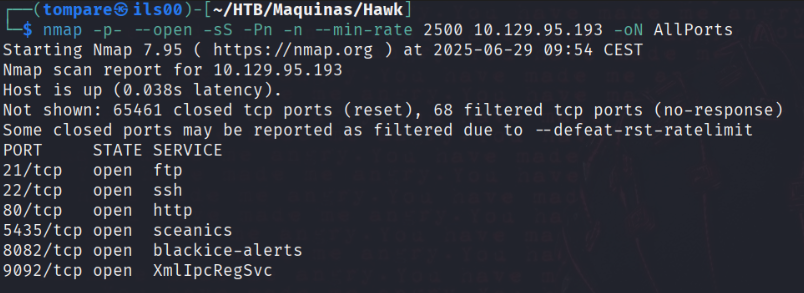 ┌──(tompare㉿ils00)-[~/HTB/Maquinas/Hawk]
└─$ nmap -p- --open -sS -Pn -n --min-rate 2500 10.129.95.193 -oN AllPorts
Starting Nmap 7.95 ( https://nmap.org ) at 2025-06-29 09:54 CEST
Nmap scan report for 10.129.95.193
Host is up (0.038s latency).
Not shown: 65461 closed tcp ports (reset), 68 filtered tcp ports (no-response)
Some closed ports may be reported as filtered due to --defeat-rst-ratelimit
PORT     STATE SERVICE
21/tcp   open  ftp
22/tcp   open  ssh
80/tcp   open  http
5435/tcp open  sceanics
8082/tcp open  blackice-alerts
9092/tcp open  XmlIpcRegSvc